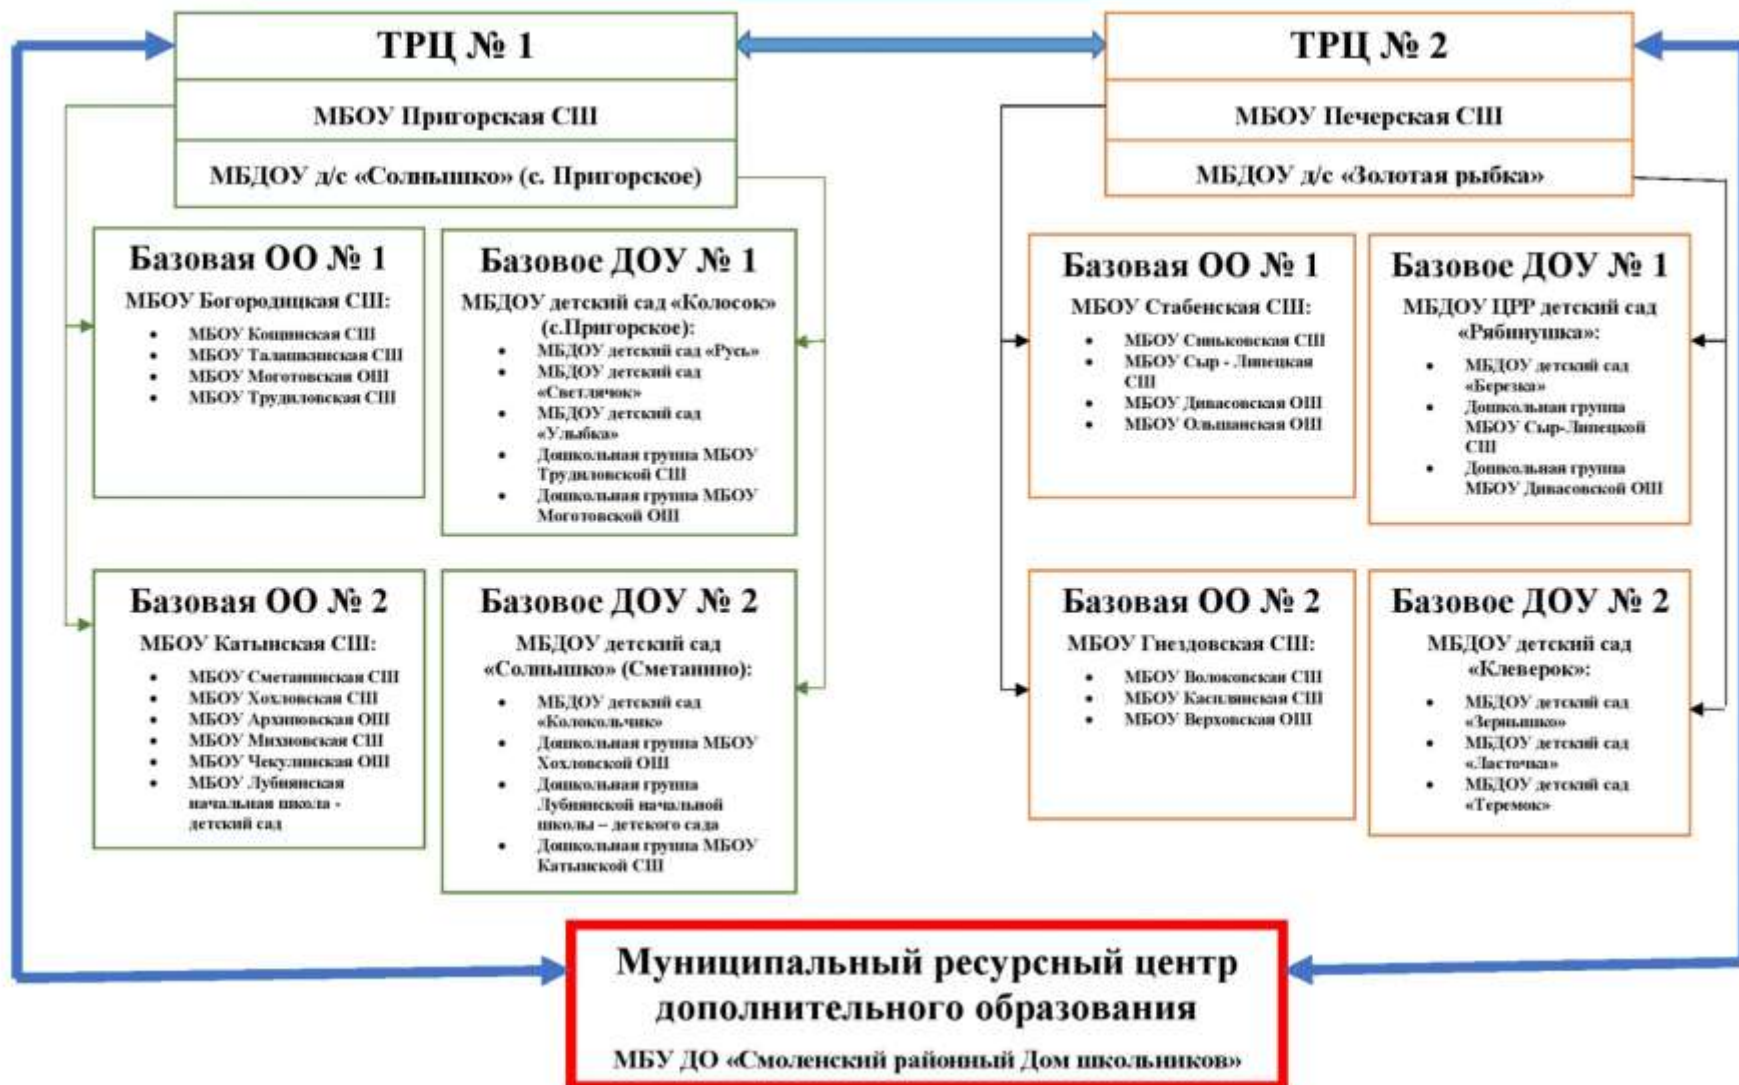 ТРЦ № 1
МБОУ Пригорская СШ
МБДОУ д/с «Солнышко» (с. Пригорское)
Базовая ОО № 1
МБОУ Богородицкая СШ:
• МБОУ Кощинская СШ
• МБОУ Талашкинская СШ
• МБОУ Моготовская ОШ
• МБОУ Трудиловская СШ
Базовое ДОУ № 1
МБДОУ детский сад «Колосок»
(с.Пригорское):
• МБДОУ детский сад «Русь»
• МБДОУ детский сад
«Светлячок»
• МБДОУ детский сад
«Улыбка»
• Дошкольная группа МБОУ
Трудиловской СШ
• Дошкольная группа МБОУ
Моготовской ОШ
Базовая ОО № 2
МБОУ Катынская СШ:
• МБОУ Сметанинская СШ
• МБОУ Хохловская СШ
• МБОУ Архиповская ОШ
• МБОУ Михновская СШ
• МБОУ Чекулинская ОШ
• МБОУ Лубнянская
начальная школа -
детский сад
Базовое ДОУ № 2
МБДОУ детский сад
«Солнышко» (Сметанино):
• МБДОУ детский сад
«Колокольчик»
• Дошкольная группа МБОУ
Хохловской ОШ
• Дошкольная группа
Лубнянской начальной
школы – детского сада
• Дошкольная группа МБОУ
Катынской СШ
ТРЦ № 2
МБОУ Печерская СШ
МБДОУ д/с «Золотая рыбка»
Базовая ОО № 1
МБОУ Стабенская СШ:
• МБОУ Синьковская СШ
• МБОУ Сыр - Липецкая
СШ
• МБОУ Дивасовская ОШ
• МБОУ Ольшанская ОШ
Базовое ДОУ № 1
МБДОУ ЦРР детский сад
«Рябинушка»:
• МБДОУ детский сад
«Березка»
• Дошкольная группа
МБОУ Сыр-Липецкой
СШ
• Дошкольная группа
МБОУ Дивасовской ОШ
Базовая ОО № 2
МБОУ Гнездовская СШ:
• МБОУ Волоковская СШ
• МБОУ Касплянская СШ
• МБОУ Верховская ОШ
Базовое ДОУ № 2
МБДОУ детский сад
«Клеверок»:
• МБДОУ детский сад
«Зернышко»
• МБДОУ детский сад
«Ласточка»
• МБДОУ детский сад
«Теремок»
Муниципальный ресурсный центр
дополнительного образования
МБУ ДО «Смоленский районный Дом школьников»